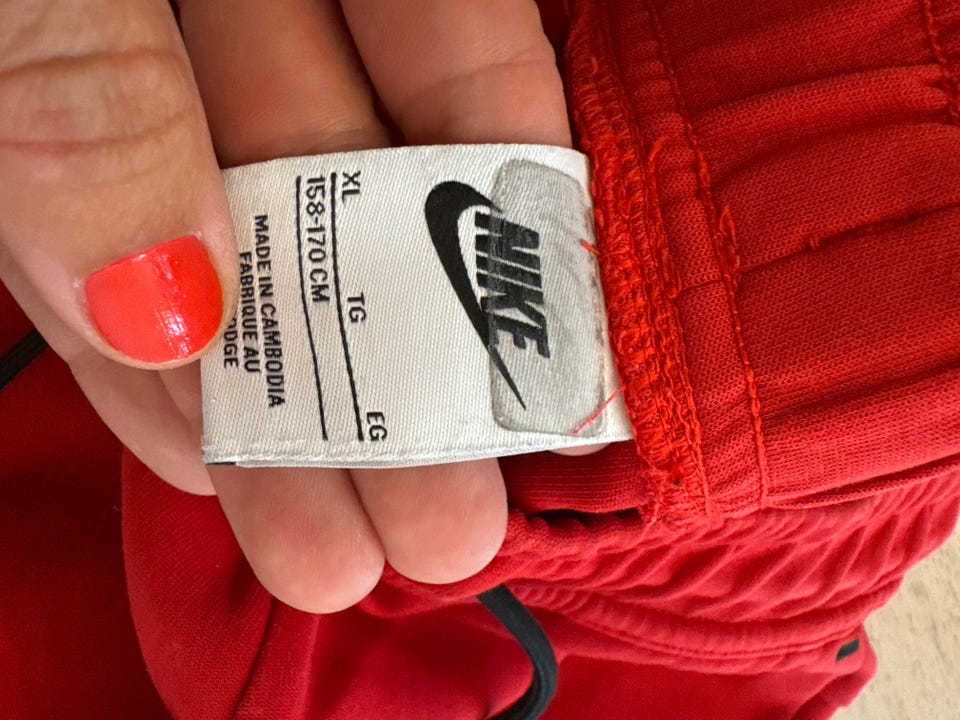 NIKE
XL TG EG
158-170 CM
MADE IN CAMBODIA
FABRIQUE AU